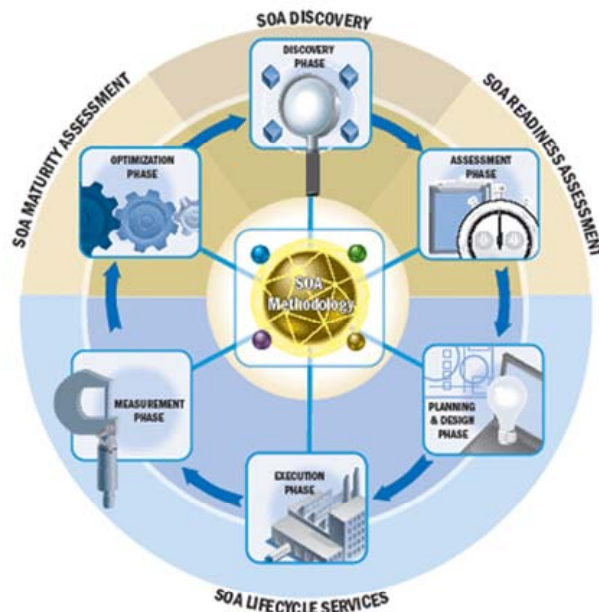 SOA DISCOVERY
DISCOVERY
PHASE
SOA MATURITY ASSESSMENT
SOA READINESS ASSESSMENT
OPTIMIZATION
PHASE
ASSESSMENT
PHASE
SOA
Methodology
MEASUREMENT
PHASE
PLANNING
& DESIGN
PHASE
EXECUTION
PHASE
SOA LIFECYCLE SERVICES